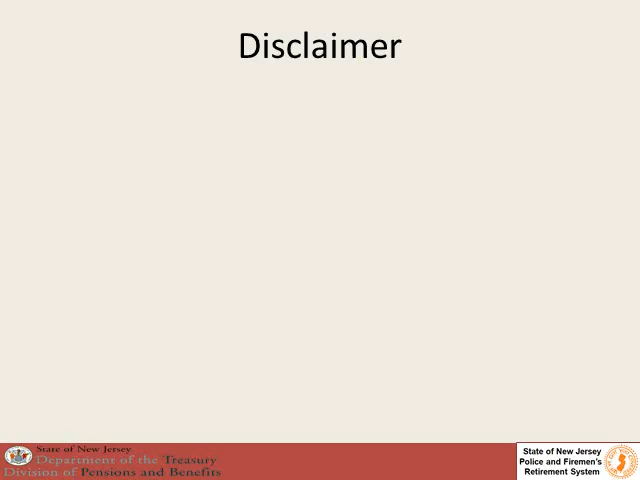 Disclaimer
State of New Jersey
Department of the Treasury
Division of Pensions and Benefits
State of New Jersey
Police and Firemen's
Retirement System